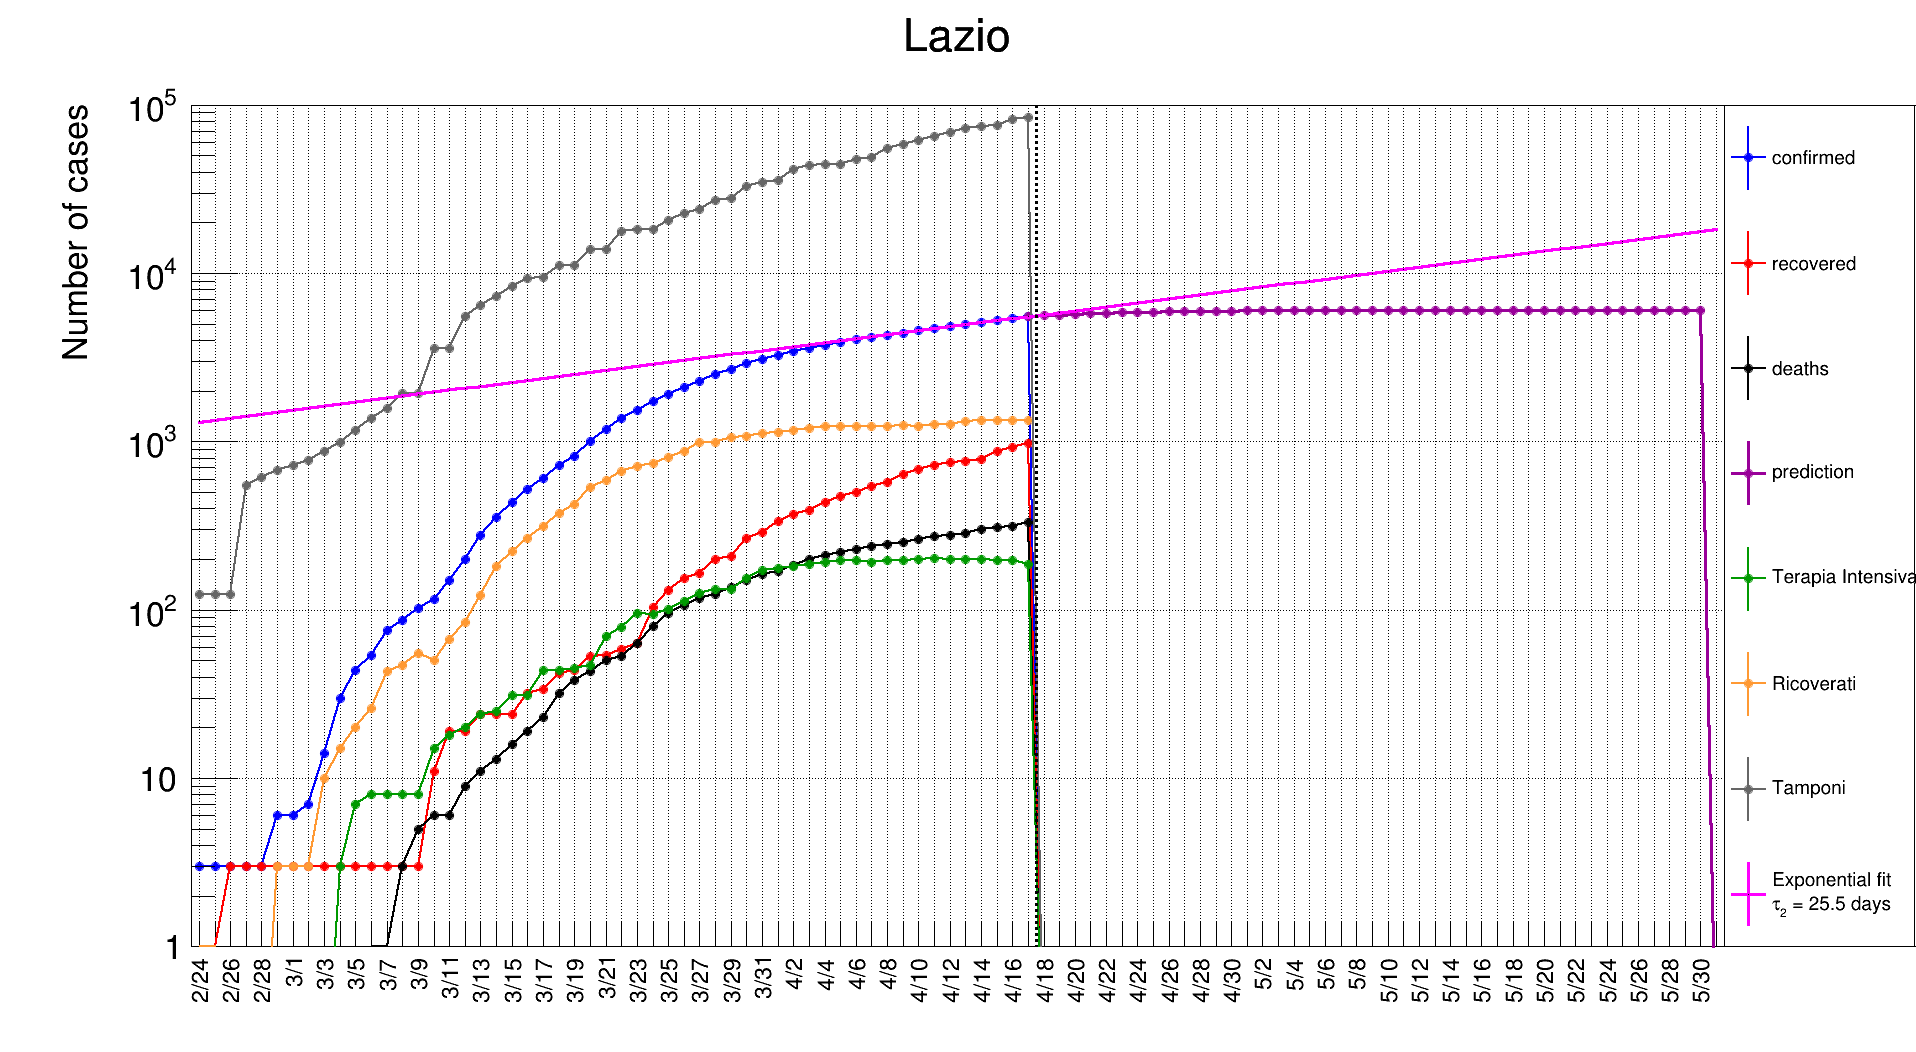 Lazio
Number of cases
10^5
10^4
10^3
10^2
10
1
2/24 2/26 2/28 3/1 3/3 3/5 3/7 3/9 3/11 3/13 3/15 3/17 3/19 3/21 3/23 3/25 3/27 3/29 3/31 4/2 4/4 4/6 4/8 4/10 4/12 4/14 4/16 4/18 4/20 4/22 4/24 4/26 4/28 4/30 5/2 5/4 5/6 5/8 5/10 5/12 5/14 5/16 5/18 5/20 5/22 5/24 5/26 5/28 5/30
confirmed
recovered
deaths
prediction
Terapia Intensiva
Ricoverati
Tamponi
Exponential fit
τ₂ = 25.5 days